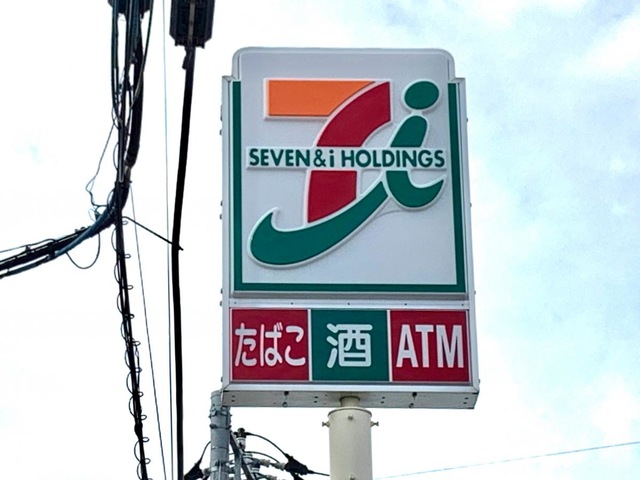 SEVEN & i HOLDINGS
たばこ 酒 ATM